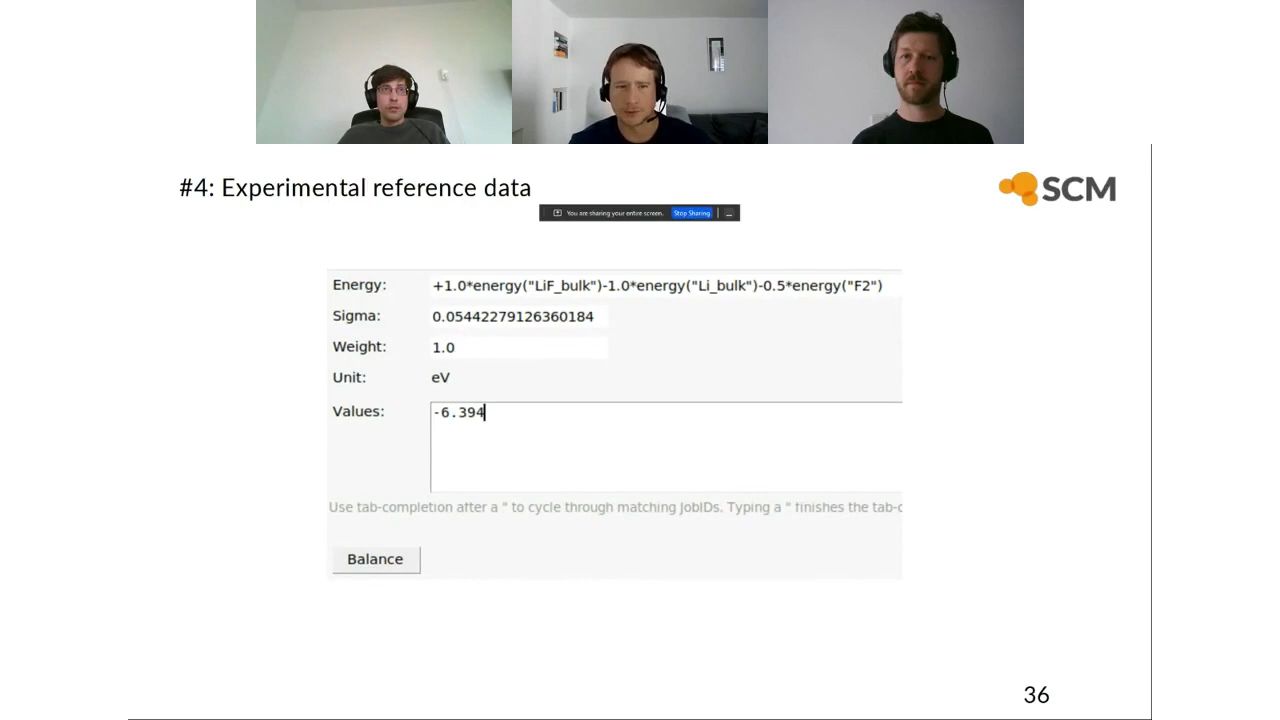 #4: Experimental reference data
SCM
You are sharing your entire screen. Stop Sharing
Energy: +1.0*energy("LiF_bulk")-1.0*energy("Li_bulk")-0.5*energy("F2")
Sigma: 0.05442279126360184
Weight: 1.0
Unit: eV
Values: -6.394
Use tab-completion after a " to cycle through matching JobIDs. Typing a " finishes the tab-c
Balance
36